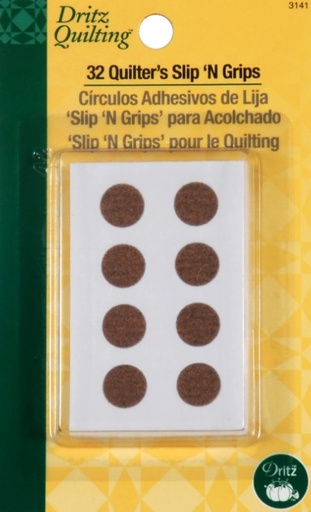 3141
Dritz
Quilting
32 Quilter's Slip 'N Grips
Círculos Adhesivos de Lija
'Slip 'N Grips' para Acolchado
'Slip 'N Grips' pour le Quilting
Dritz